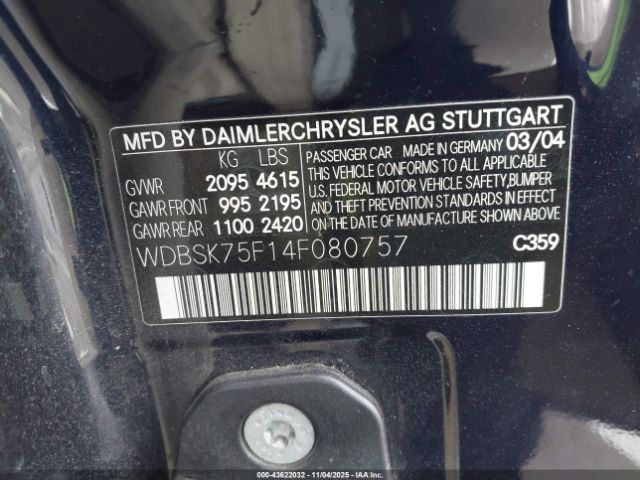 MFD BY DAIMLERCHRYSLER AG STUTTGART
KG LBS
GVWR 2095 4615
GAWR FRONT 995 2195
GAWR REAR 1100 2420
PASSENGER CAR MADE IN GERMANY 03/04
THIS VEHICLE CONFORMS TO ALL APPLICABLE
U.S. FEDERAL MOTOR VEHICLE SAFETY,BUMPER
AND THEFT PREVENTION STANDARDS IN EFFECT
ON THE DATE OF MANUFACTURE SHOWN ABOVE
WDBSK75F14F080757 C359
000-43622032 - 11/04/2025 - IAAI.COM